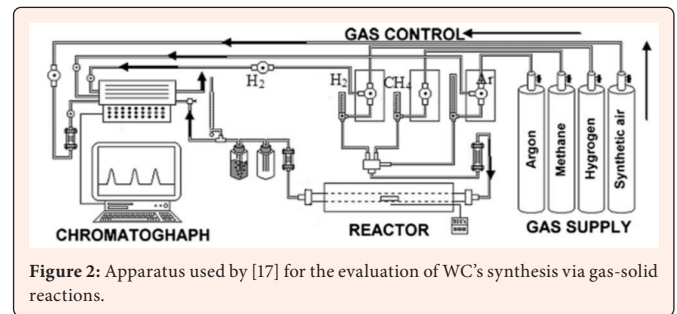 GAS CONTROL
H2
H2
CH4
Ar
Argon
Methane
Hygrogen
Synthetic air
CHROMATOGHAPH
REACTOR
GAS SUPPLY
Figure 2: Apparatus used by [17] for the evaluation of WC's synthesis via gas-solid
reactions.